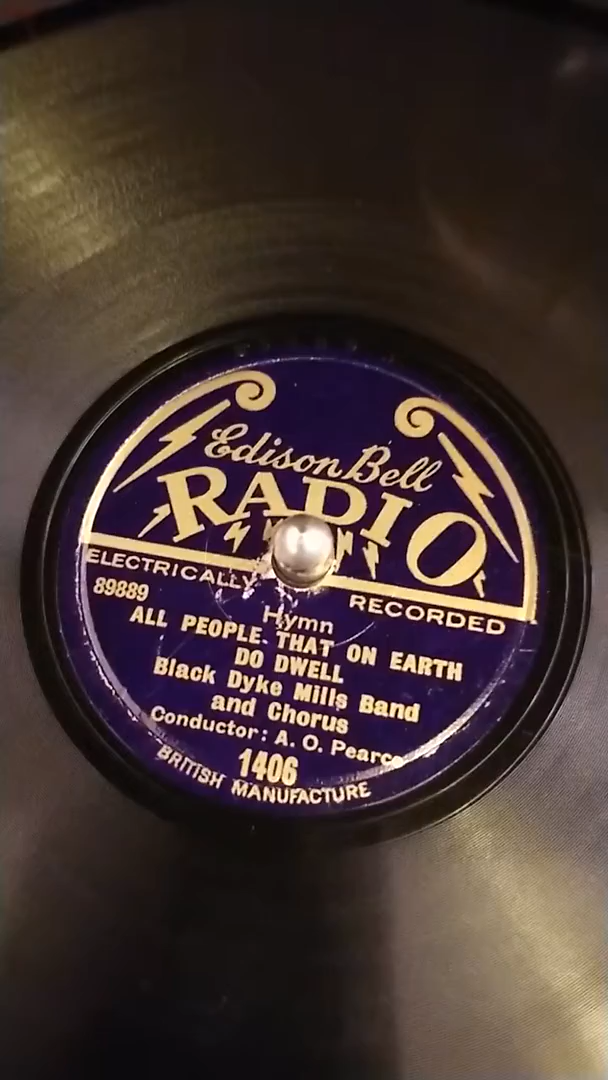 Edison Bell
RADIO
ELECTRICALLY RECORDED
89889
Hymn
ALL PEOPLE THAT ON EARTH
DO DWELL
Black Dyke Mills Band
and Chorus
Conductor: A. O. Pearce
1406
BRITISH MANUFACTURE